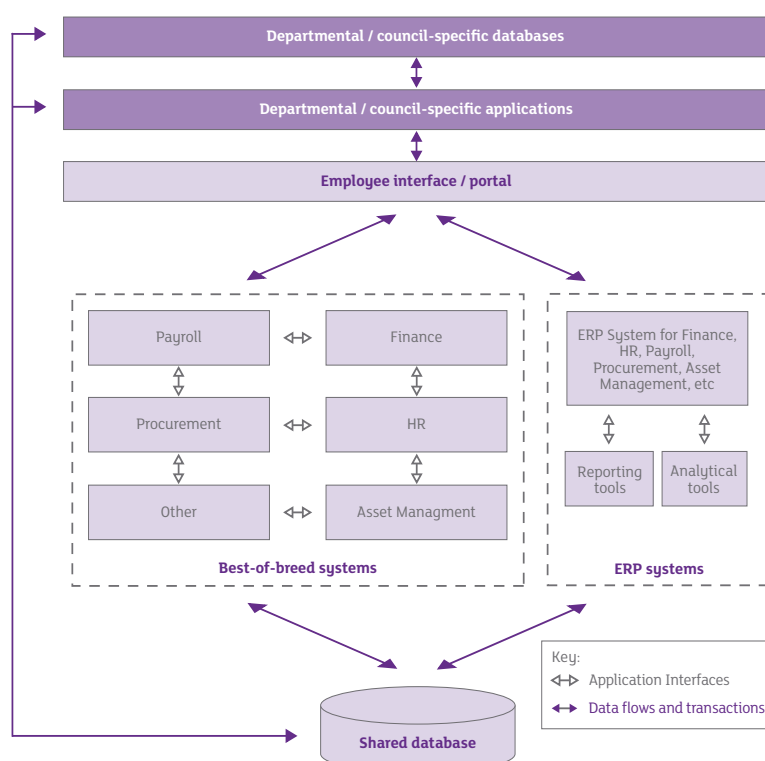 Departmental / council-specific databases
Departmental / council-specific applications
Employee interface / portal
Payroll
Finance
Procurement
HR
Other
Asset Managment
Best-of-breed systems
ERP System for Finance,
HR, Payroll,
Procurement, Asset
Management, etc
Reporting
tools
Analytical
tools
ERP systems
Key:
Application Interfaces
Data flows and transactions
Shared database